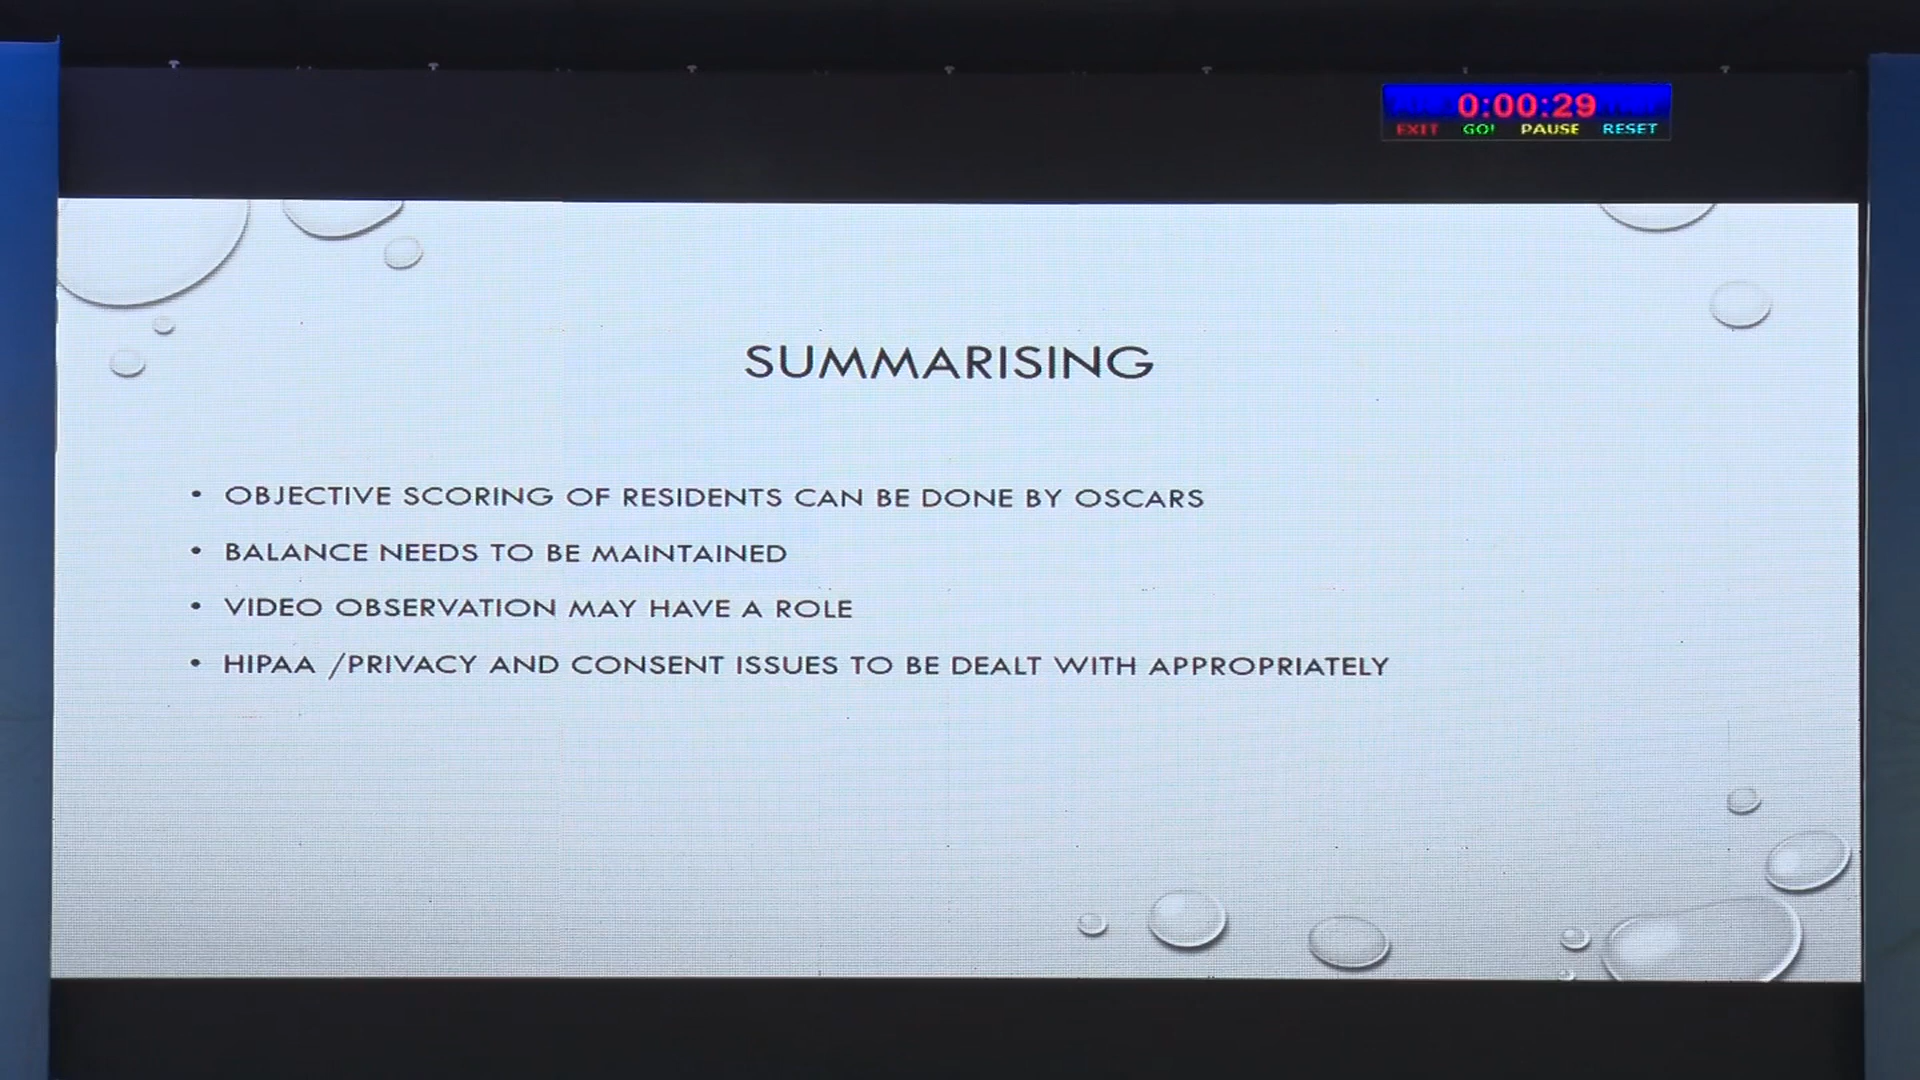 0:00:29
EXIT GO! PAUSE RESET
SUMMARISING
• OBJECTIVE SCORING OF RESIDENTS CAN BE DONE BY OSCARS
• BALANCE NEEDS TO BE MAINTAINED
• VIDEO OBSERVATION MAY HAVE A ROLE
• HIPAA /PRIVACY AND CONSENT ISSUES TO BE DEALT WITH APPROPRIATELY